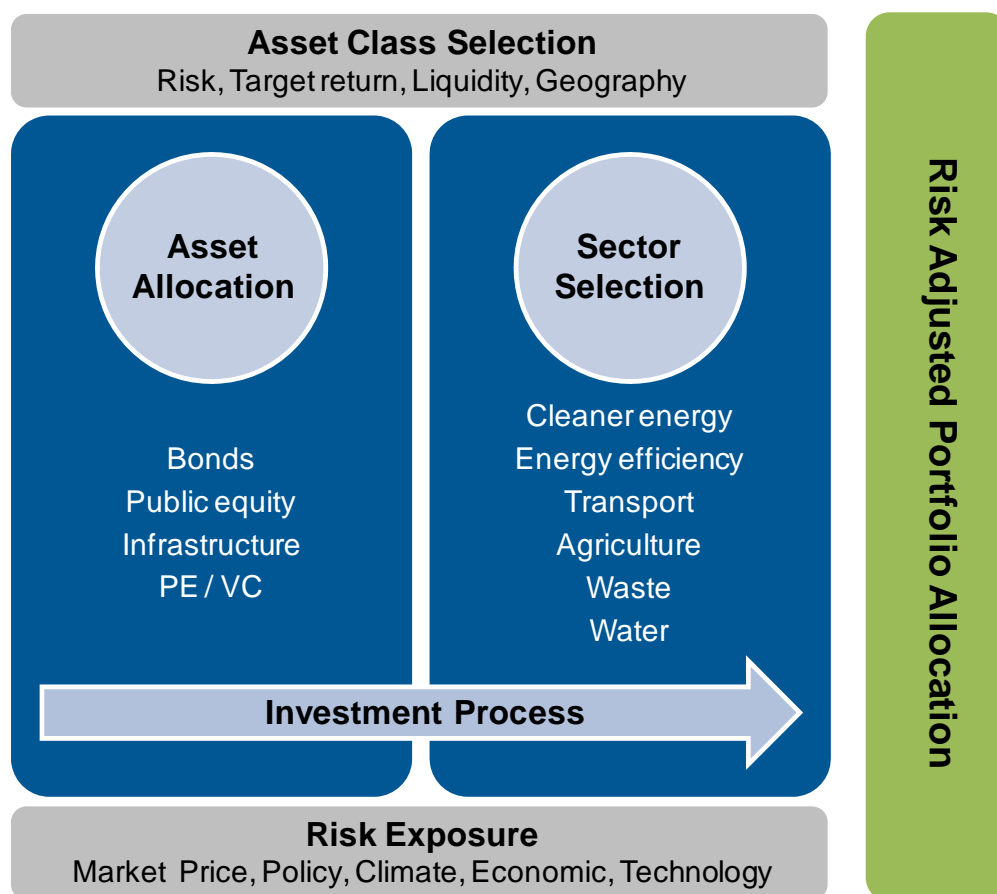 Asset Class Selection
Risk, Target return, Liquidity, Geography
Asset
Allocation
Bonds
Public equity
Infrastructure
PE / VC
Sector
Selection
Cleaner energy
Energy efficiency
Transport
Agriculture
Waste
Water
Investment Process
Risk Exposure
Market Price, Policy, Climate, Economic, Technology
Risk Adjusted Portfolio Allocation